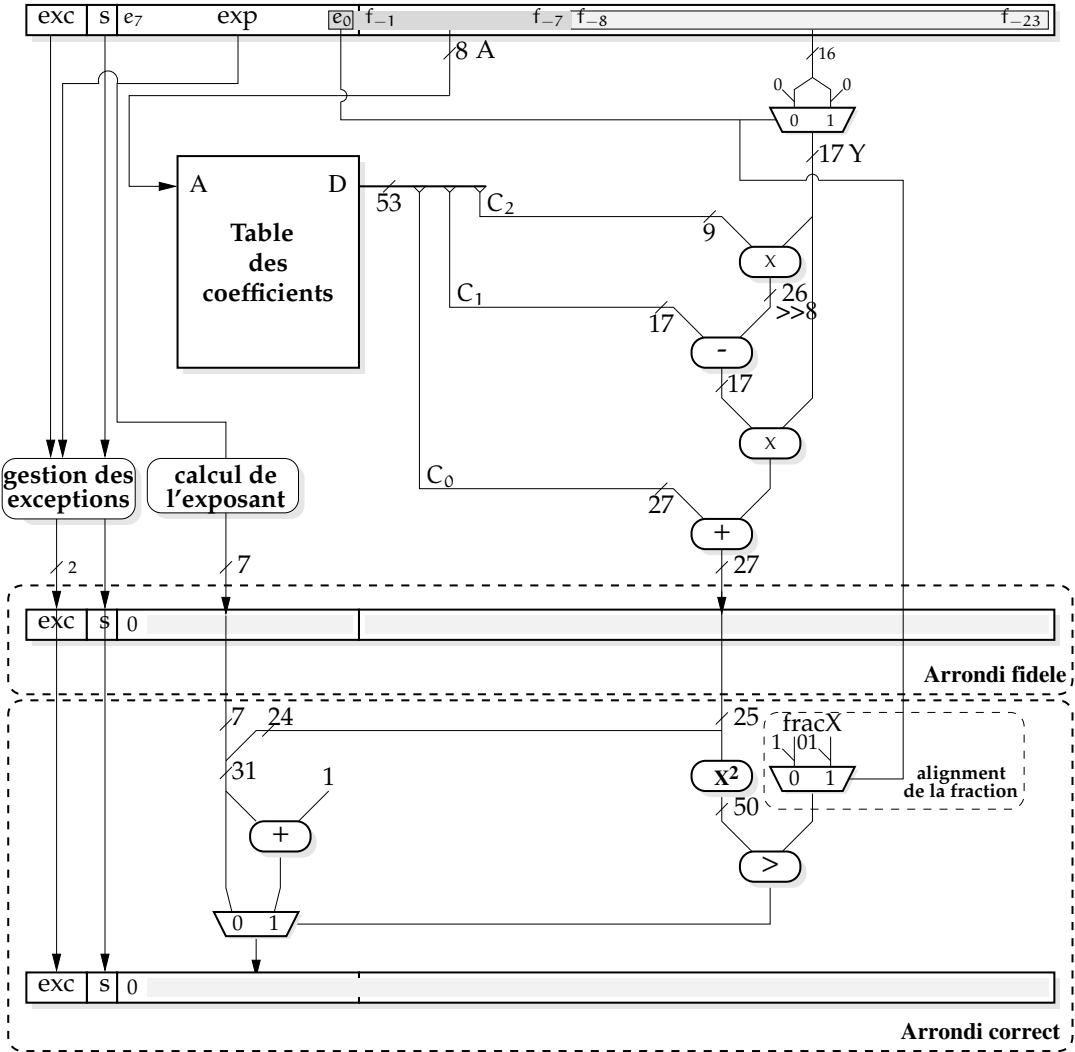 exc s e₇ exp e₀ f₋₁ f₋₇ f₋₈ f₋₂₃
8 A
16
0 0
0 1
17 Y
A D
53
C₂
9
Table
des
coefficients
x
26
>>8
C₁
17
-
17
x
gestion des
exceptions
calcul de
l'exposant
C₀
27
+
2
7
27
exc s 0
Arrondi fidele
7 24
25
fracX
1 01
31
1
X²
0 1
alignment
de la fraction
50
+
>
0 1
exc s 0
Arrondi correct